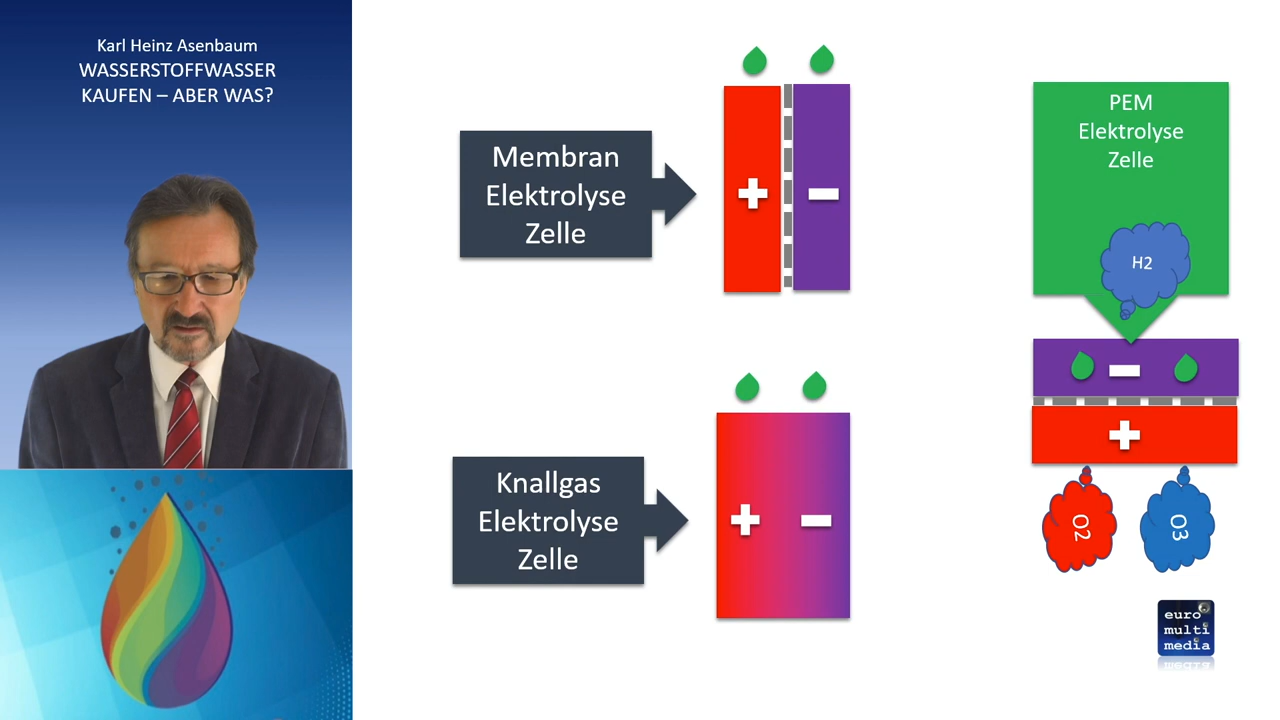 Karl Heinz Asenbaum
WASSERSTOFFWASSER
KAUFEN – ABER WAS?
Membran
Elektrolyse
Zelle
Knallgas
Elektrolyse
Zelle
PEM
Elektrolyse
Zelle
H2
O2
O3
euro
multi
media